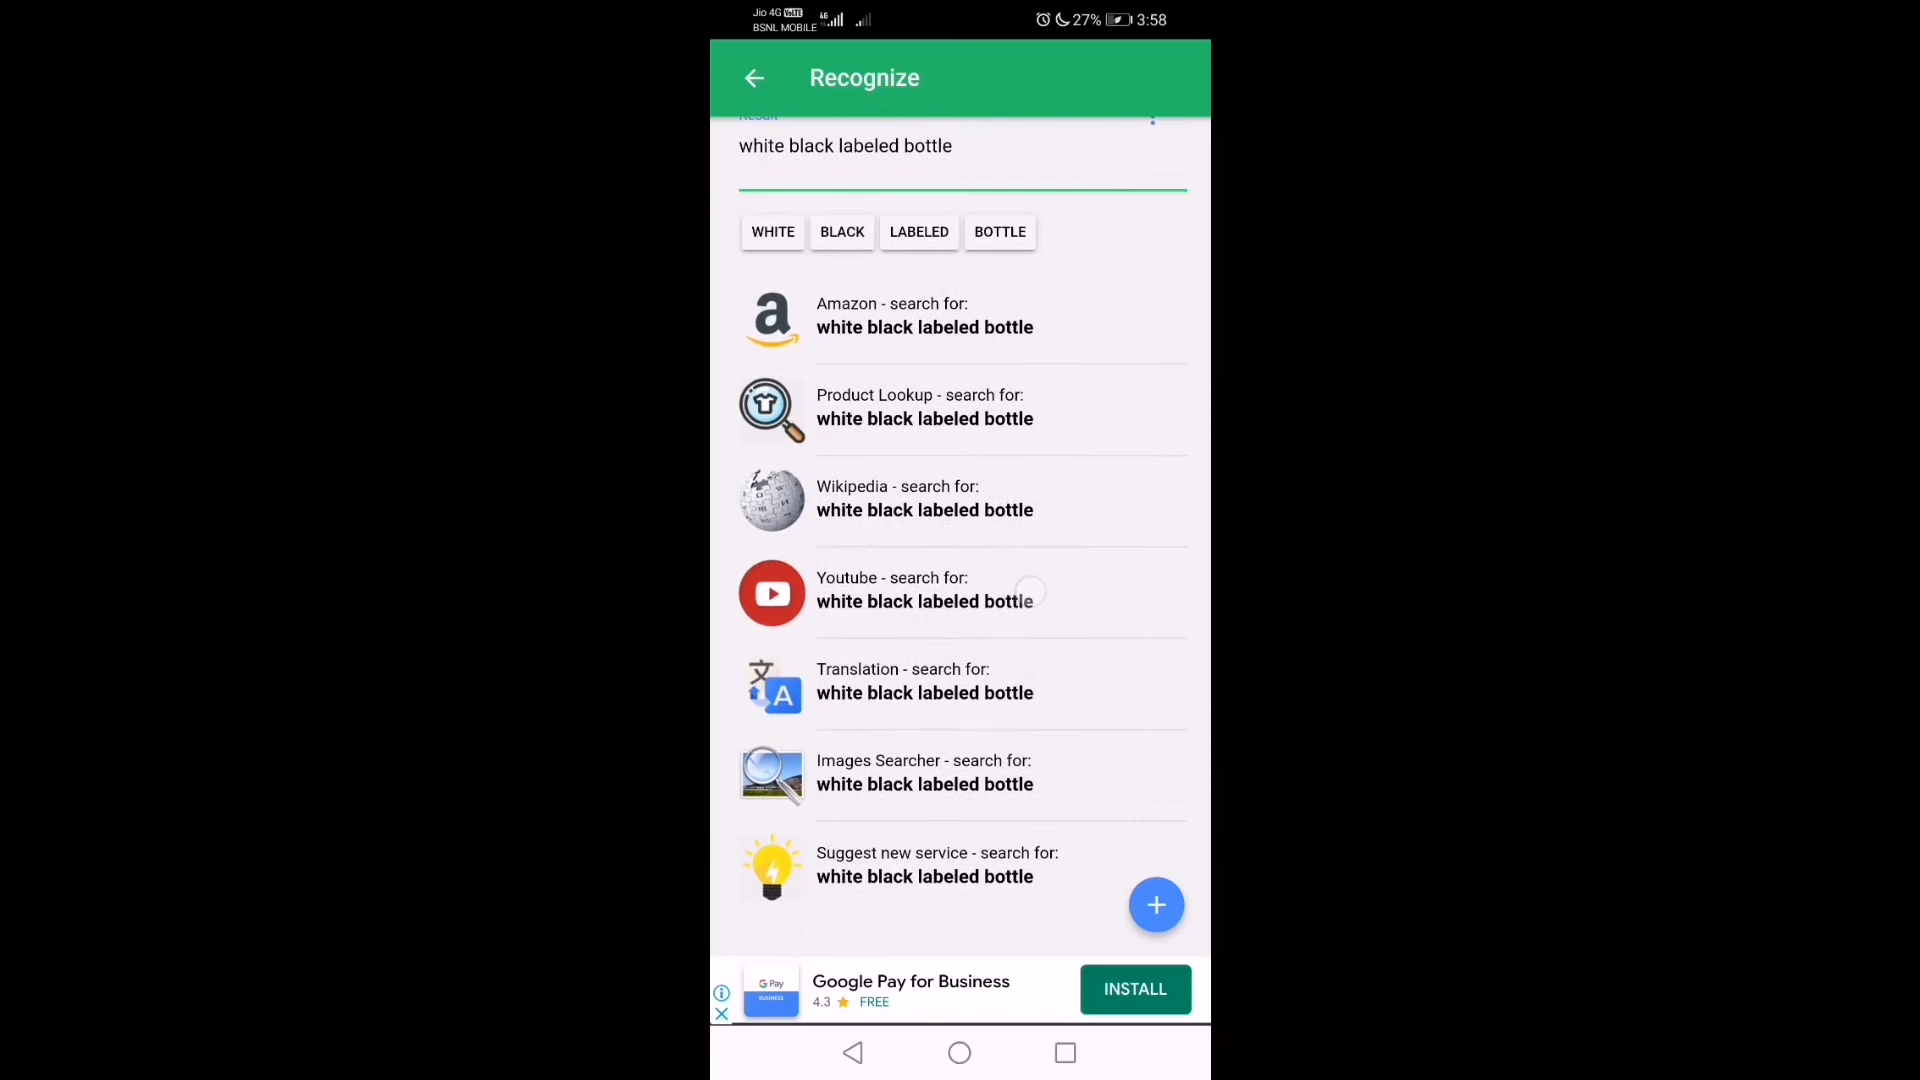 Jio 4G VoLTE
BSNL MOBILE
4G
27%
3:58
Recognize
Result
white black labeled bottle
WHITE
BLACK
LABELED
BOTTLE
Amazon - search for:
white black labeled bottle
Product Lookup - search for:
white black labeled bottle
Wikipedia - search for:
white black labeled bottle
Youtube - search for:
white black labeled bottle
Translation - search for:
white black labeled bottle
Images Searcher - search for:
white black labeled bottle
Suggest new service - search for:
white black labeled bottle
G Pay
BUSINESS
Google Pay for Business
4.3 ★ FREE
INSTALL